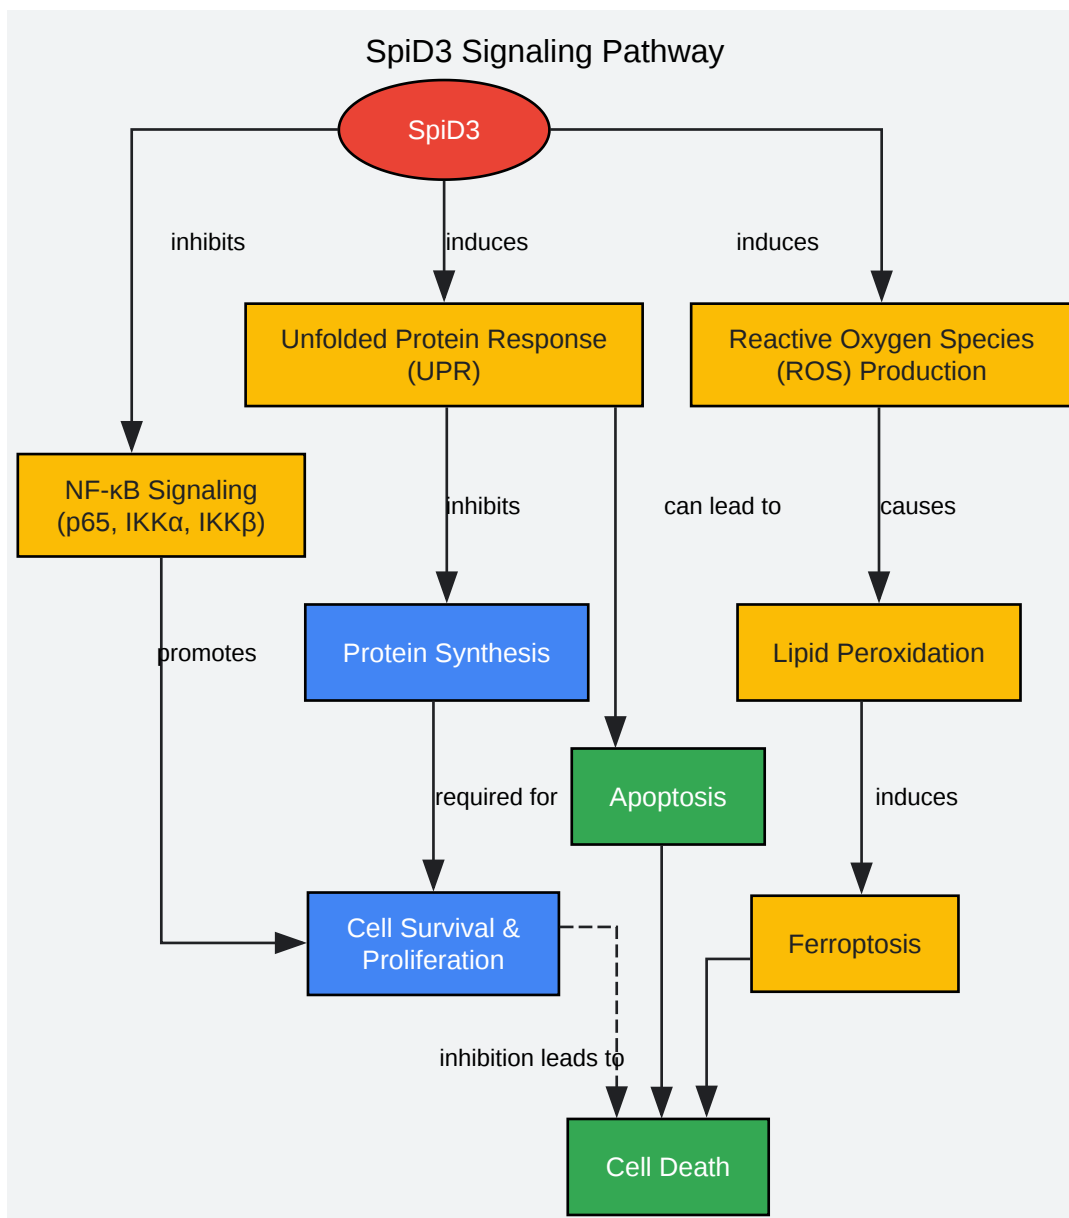 SpiD3 Signaling Pathway
SpiD3
inhibits
induces
induces
Unfolded Protein Response
(UPR)
Reactive Oxygen Species
(ROS) Production
NF-κB Signaling
(p65, IKKα, IKKβ)
inhibits
can lead to
causes
promotes
Protein Synthesis
Lipid Peroxidation
required for
Apoptosis
induces
Cell Survival &
Proliferation
Ferroptosis
inhibition leads to
Cell Death